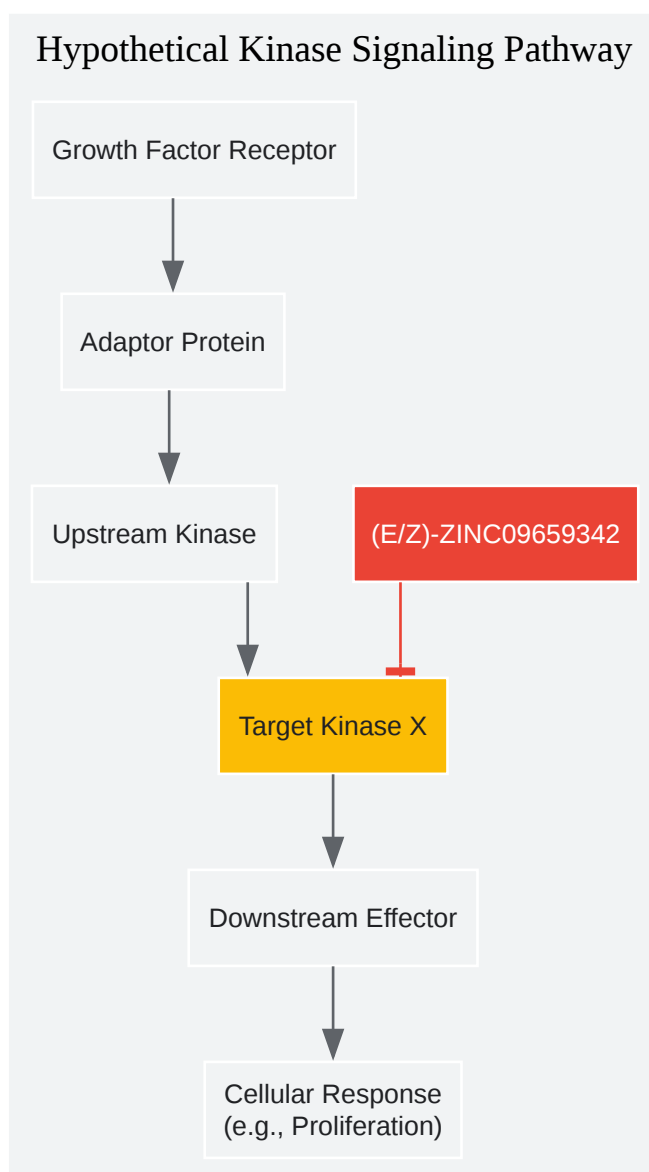 Hypothetical Kinase Signaling Pathway
Growth Factor Receptor
Adaptor Protein
Upstream Kinase
(E/Z)-ZINC09659342
Target Kinase X
Downstream Effector
Cellular Response
(e.g., Proliferation)